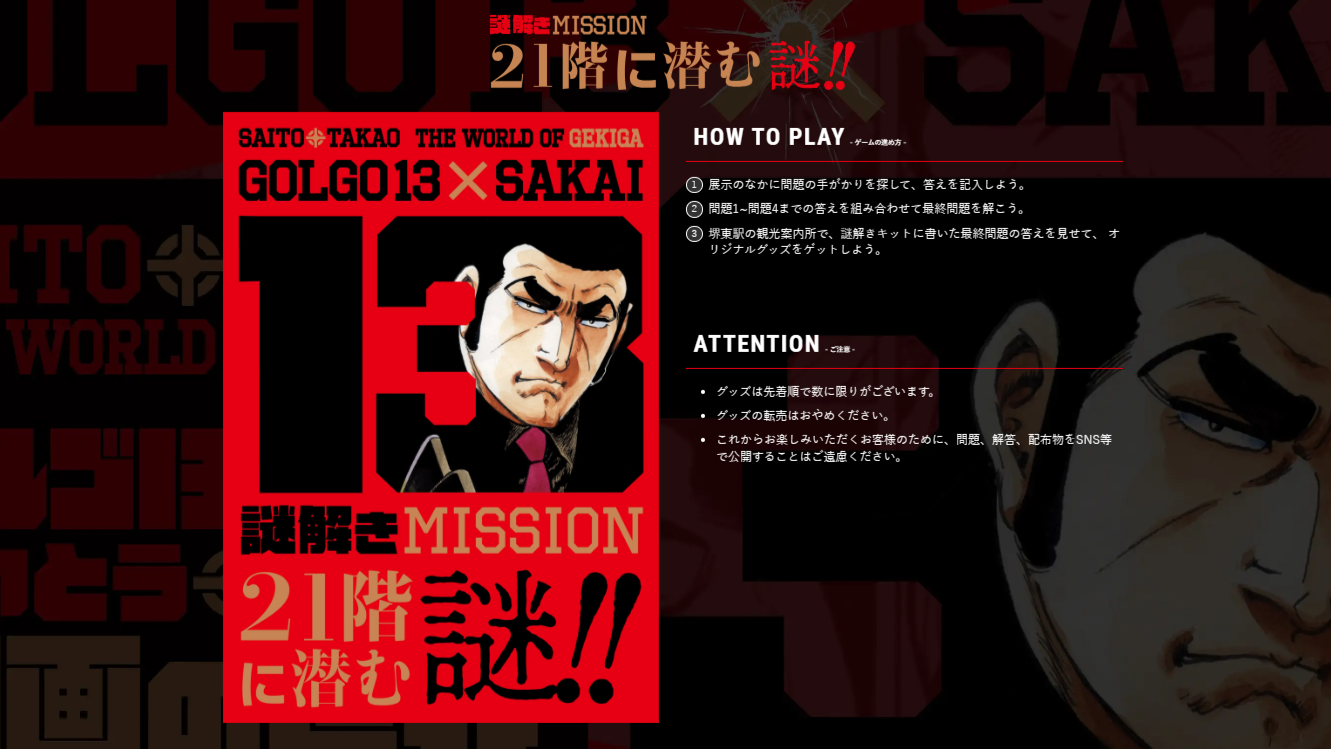 謎解きMISSION
21階に潜む謎!!
SAITO TAKAO THE WORLD OF GEKIGA
GOLGO13×SAKAI
13
謎解きMISSION
21階
に潜む
謎!!
HOW TO PLAY - ゲームの進め方 -
1 展示のなかに問題の手がかりを探して、答えを記入しよう。
2 問題1~問題4までの答えを組み合わせて最終問題を解こう。
3 堺東駅の観光案内所で、謎解きキットに書いた最終問題の答えを見せて、 オ
リジナルグッズをゲットしよう。
ATTENTION - ご注意 -
• グッズは先着順で数に限りがございます。
• グッズの転売はおやめください。
• これからお楽しみいただくお客様のために、問題、解答、配布物をSNS等
で公開することはご遠慮ください。